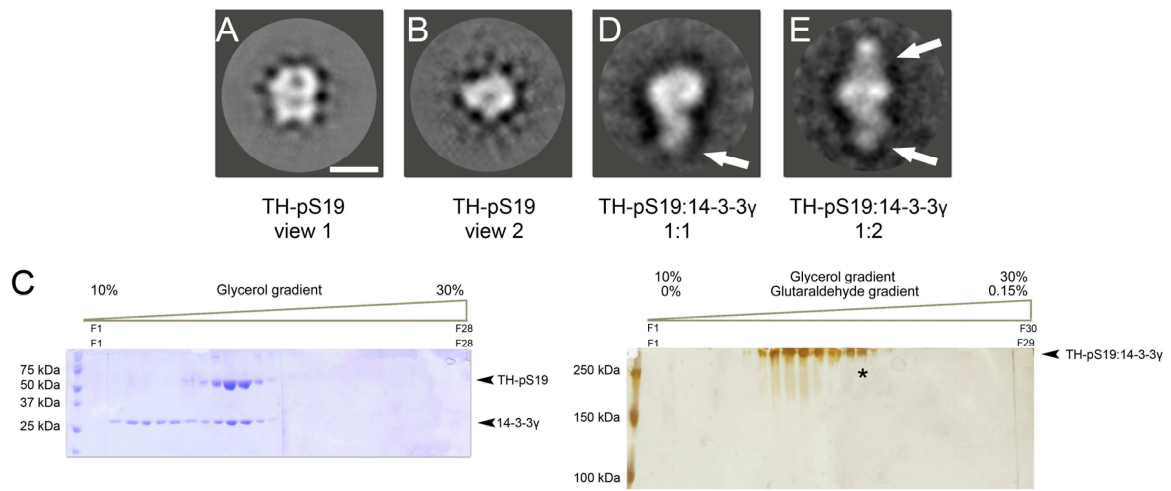 A
B
D
E
TH-pS19
view 1
TH-pS19
view 2
TH-pS19:14-3-3γ
1:1
TH-pS19:14-3-3γ
1:2
C
10% Glycerol gradient 30%
F1 F28
F1 F28
75 kDa
50 kDa
37 kDa
25 kDa
TH-pS19
14-3-3γ
10% Glycerol gradient 30%
0% Glutaraldehyde gradient 0.15%
F1 F30
F1 F29
250 kDa
150 kDa
100 kDa
TH-pS19:14-3-3γ
*